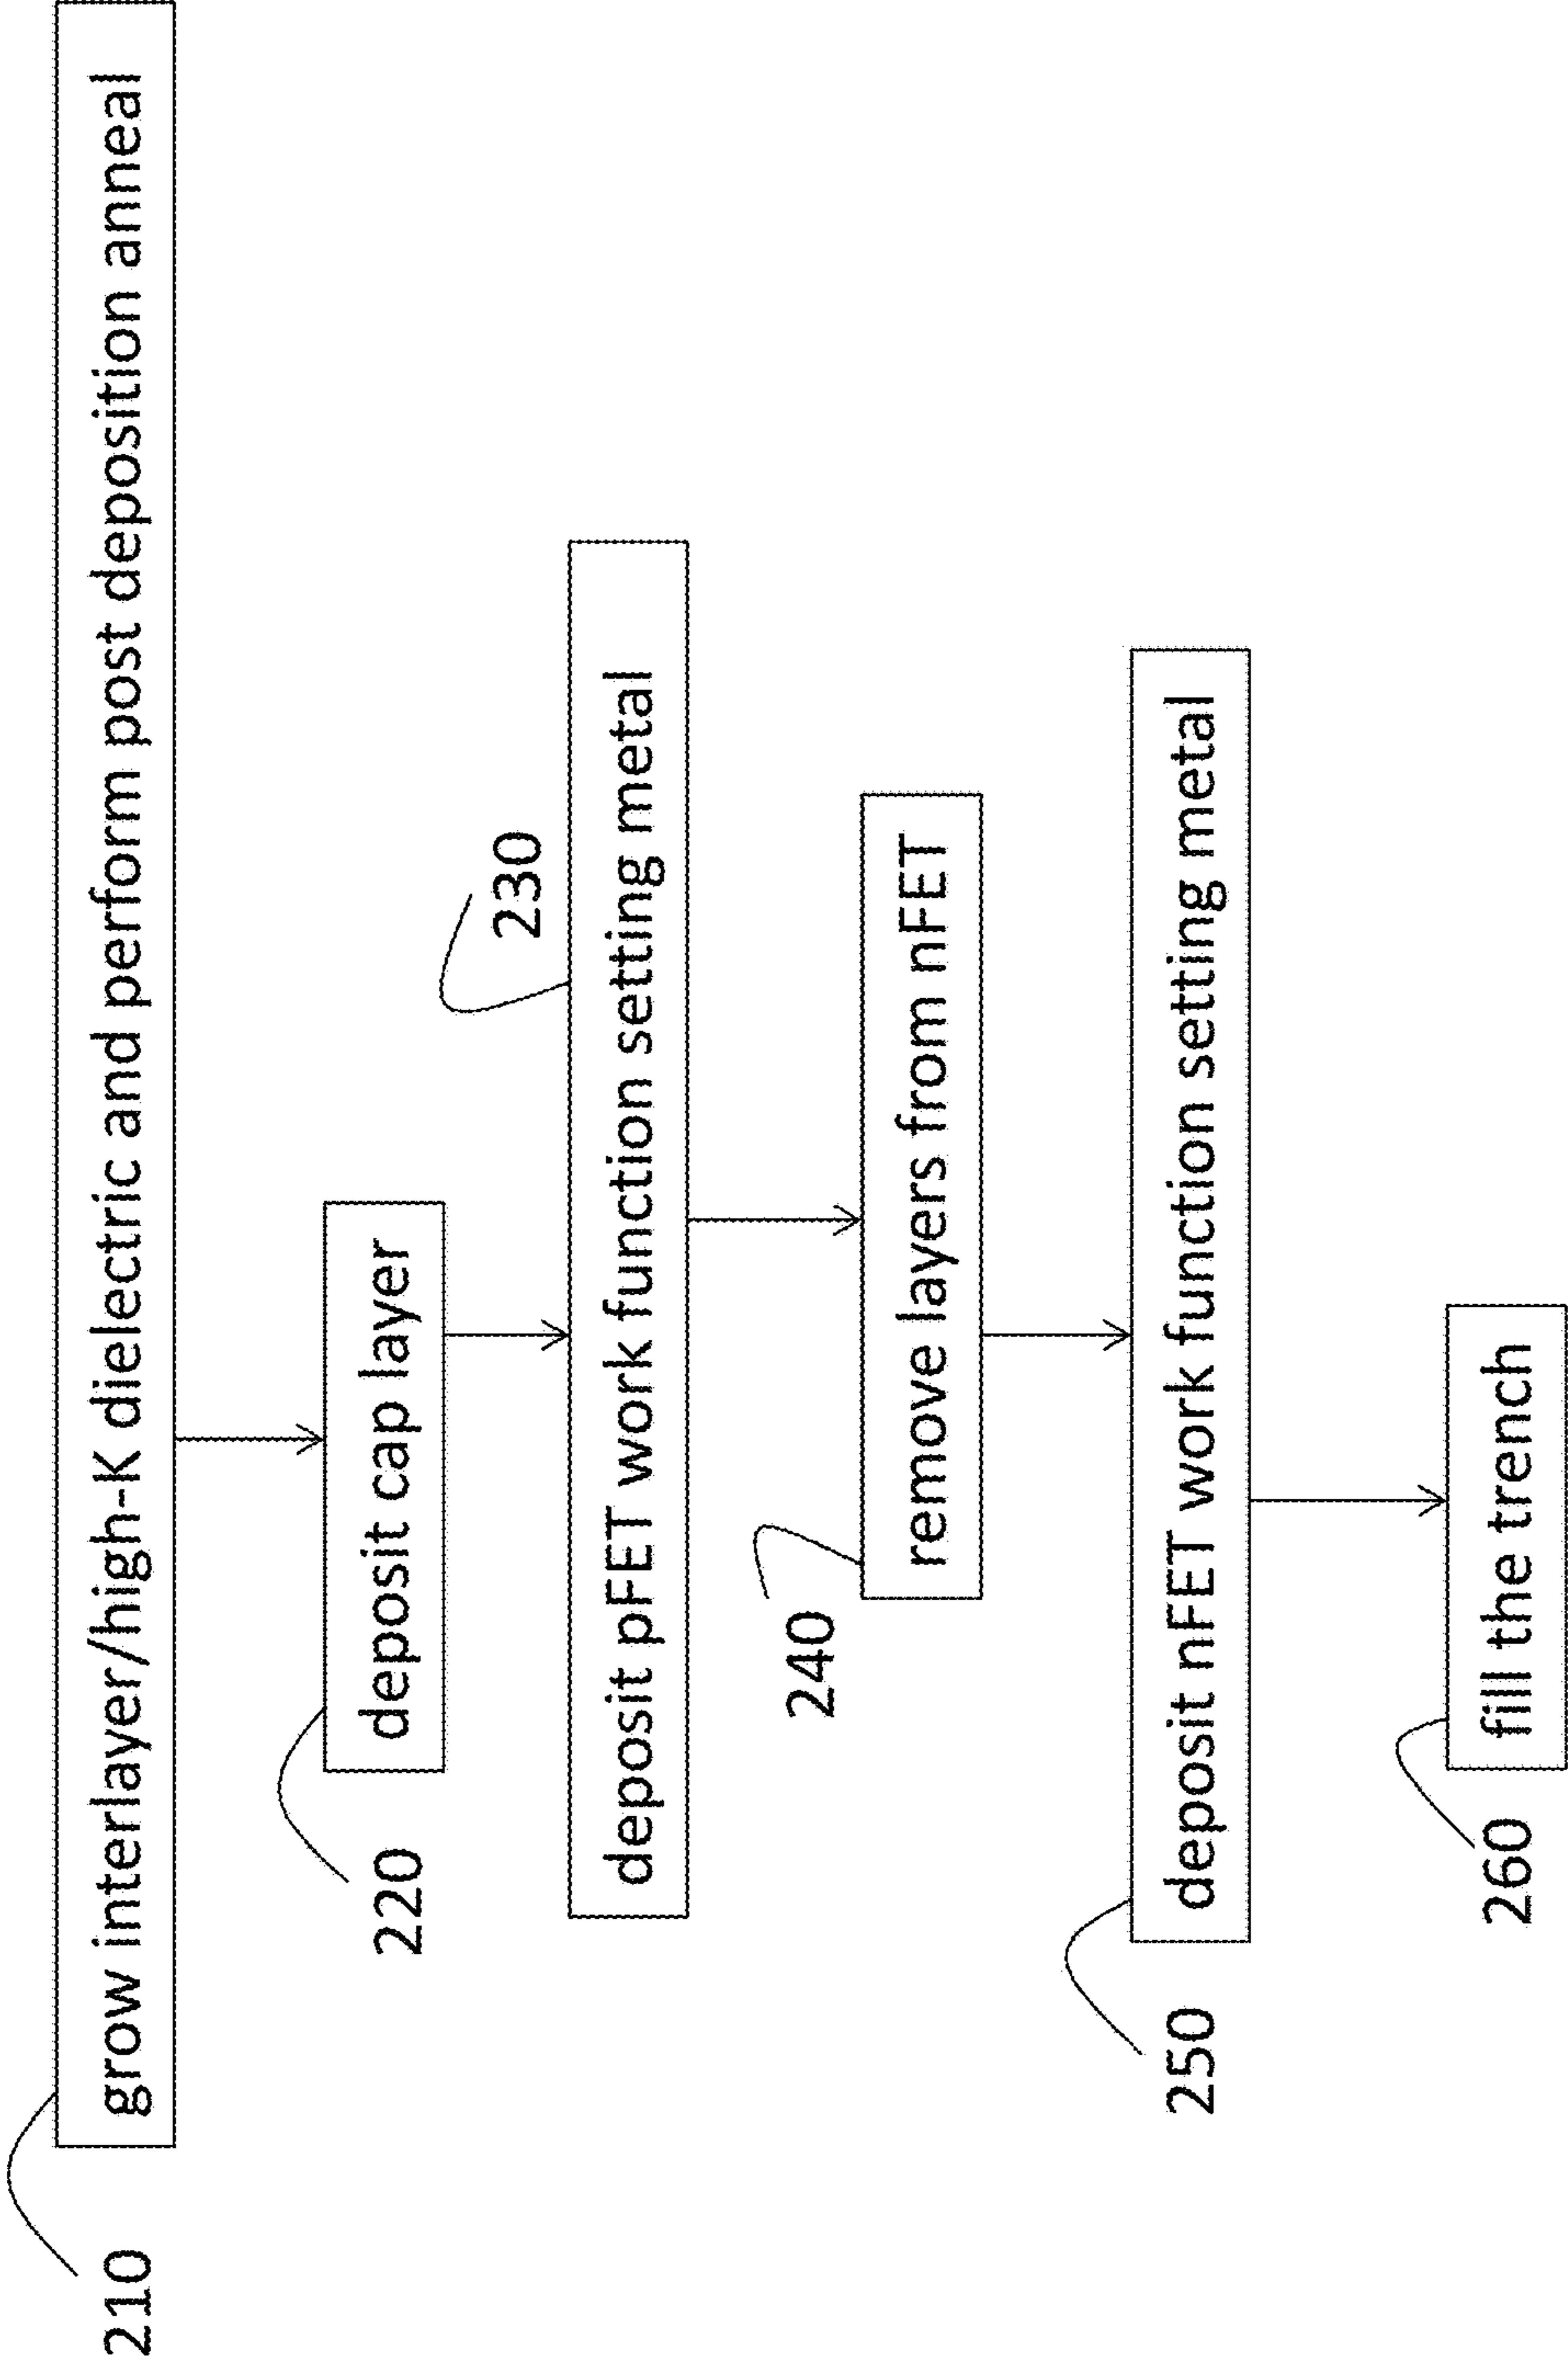 210
grow interlayer/high-K dielectric and perform post deposition anneal
220
deposit cap layer
230
deposit pFET work function setting metal
240
remove layers from nFET
250
deposit nFET work function setting metal
260
fill the trench